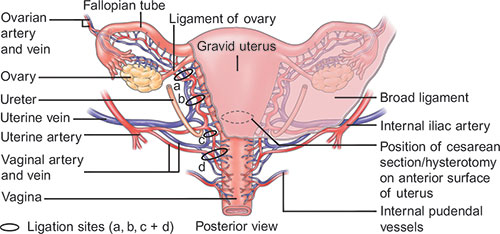 Ovarian
artery
and vein
Fallopian tube
Ligament of ovary
Gravid uterus
a
Ovary
b
Ureter
Uterine vein
Uterine artery
c
Vaginal artery
and vein
d
Vagina
Ligation sites (a, b, c + d)
Posterior view
Broad ligament
Internal iliac artery
Position of cesarean
section/hysterotomy
on anterior surface
of uterus
Internal pudendal
vessels